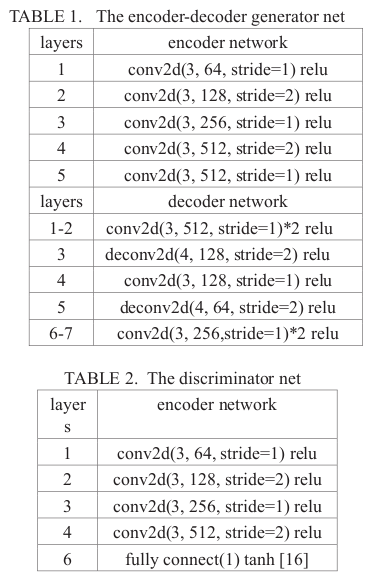 TABLE 1. The encoder-decoder generator net
layers encoder network
1 conv2d(3, 64, stride=1) relu
2 conv2d(3, 128, stride=2) relu
3 conv2d(3, 256, stride=1) relu
4 conv2d(3, 512, stride=2) relu
5 conv2d(3, 512, stride=1) relu
layers decoder network
1-2 conv2d(3, 512, stride=1)*2 relu
3 deconv2d(4, 128, stride=2) relu
4 conv2d(3, 128, stride=1) relu
5 deconv2d(4, 64, stride=2) relu
6-7 conv2d(3, 256,stride=1)*2 relu
TABLE 2. The discriminator net
layer encoder network
s
1 conv2d(3, 64, stride=1) relu
2 conv2d(3, 128, stride=2) relu
3 conv2d(3, 256, stride=1) relu
4 conv2d(3, 512, stride=2) relu
6 fully connect(1) tanh [16]